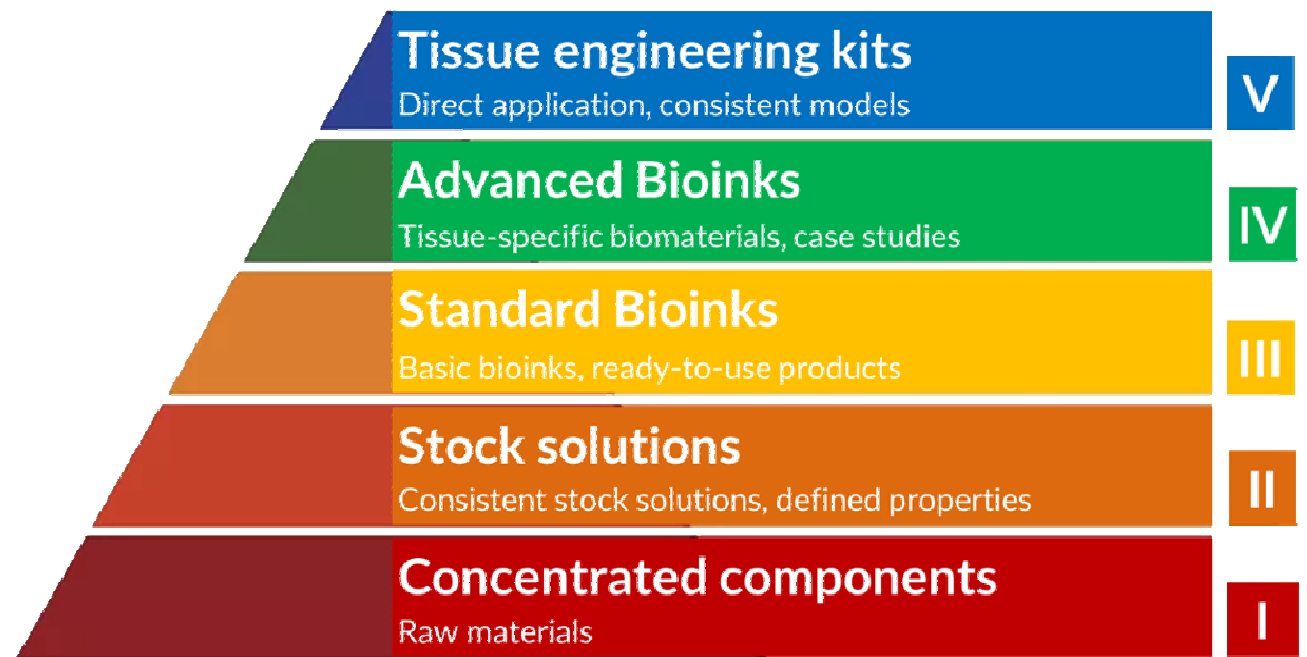 Tissue engineering kits
Direct application, consistent models
V
Advanced Bioinks
Tissue-specific biomaterials, case studies
IV
Standard Bioinks
Basic bioinks, ready-to-use products
III
Stock solutions
Consistent stock solutions, defined properties
II
Concentrated components
Raw materials
I